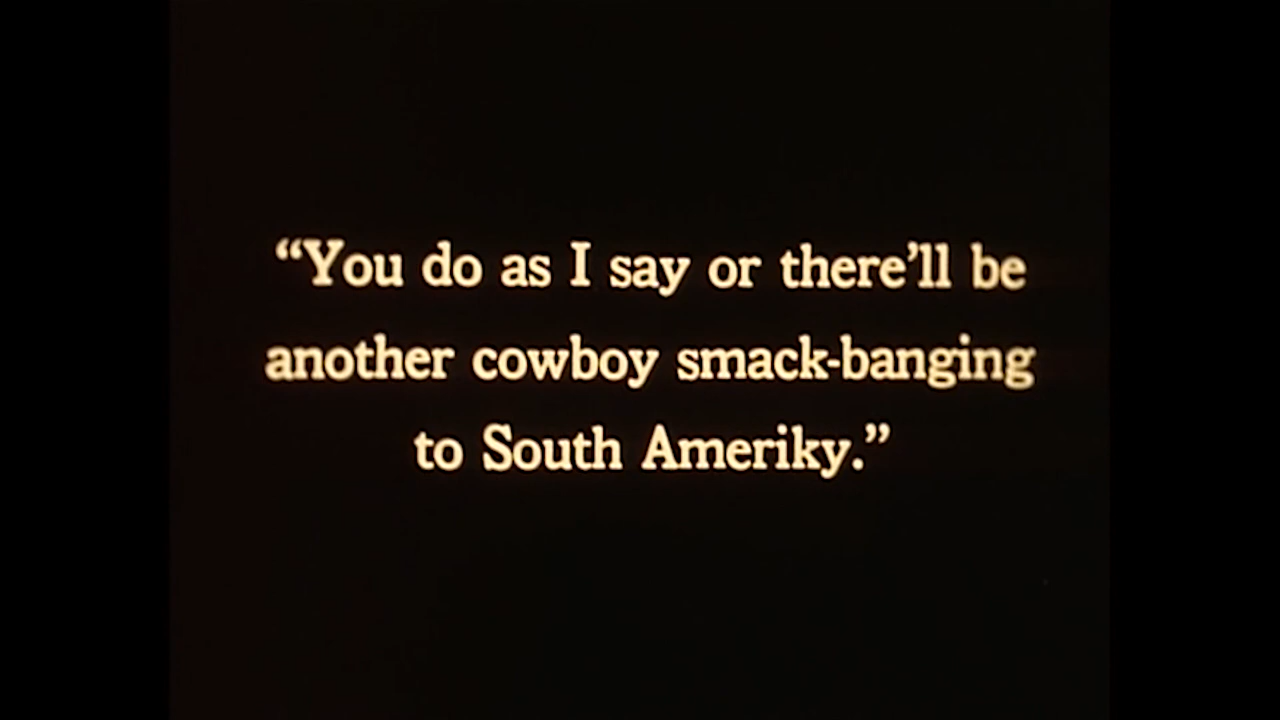 “You do as I say or there’ll be
another cowboy smack-banging
to South Ameriky.”